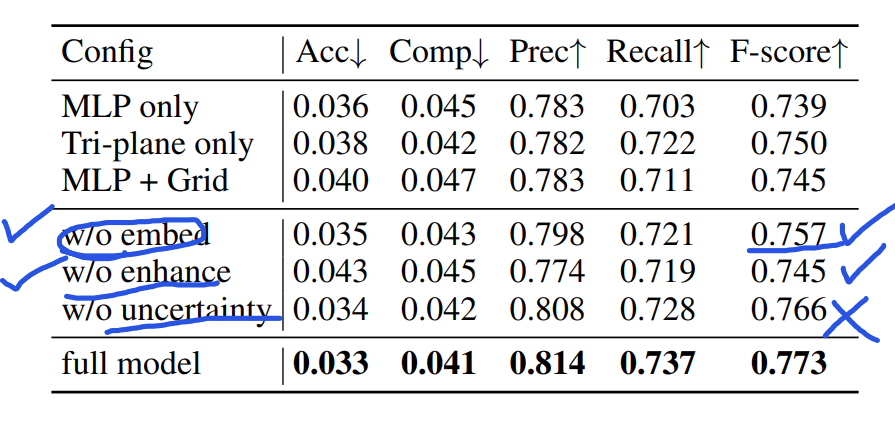 Config Acc↓ Comp↓ Prec↑ Recall↑ F-score↑
MLP only 0.036 0.045 0.783 0.703 0.739
Tri-plane only 0.038 0.042 0.782 0.722 0.750
MLP + Grid 0.040 0.047 0.783 0.711 0.745
w/o embed 0.035 0.043 0.798 0.721 0.757
w/o enhance 0.043 0.045 0.774 0.719 0.745
w/o uncertainty 0.034 0.042 0.808 0.728 0.766
full model 0.033 0.041 0.814 0.737 0.773